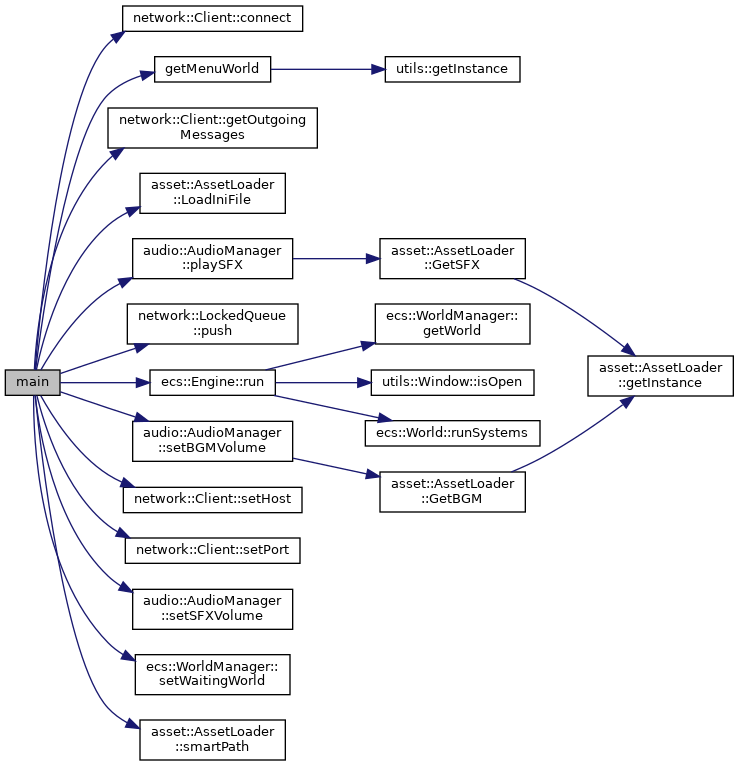 network::Client::connect
getMenuWorld
utils::getInstance
network::Client::getOutgoing
Messages
asset::AssetLoader
::LoadIniFile
audio::AudioManager
::playSFX
asset::AssetLoader
::GetSFX
network::LockedQueue
::push
ecs::WorldManager::
getWorld
main
ecs::Engine::run
utils::Window::isOpen
asset::AssetLoader
::getInstance
audio::AudioManager
::setBGMVolume
ecs::World::runSystems
network::Client::setHost
asset::AssetLoader
::GetBGM
network::Client::setPort
audio::AudioManager
::setSFXVolume
ecs::WorldManager::
setWaitingWorld
asset::AssetLoader
::smartPath